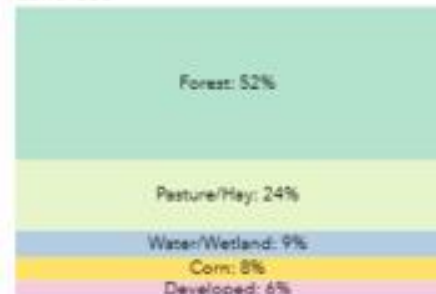 Forest: 52%
Pasture/Hay: 24%
Water/Wetland: 9%
Corn: 8%
Developed: 6%